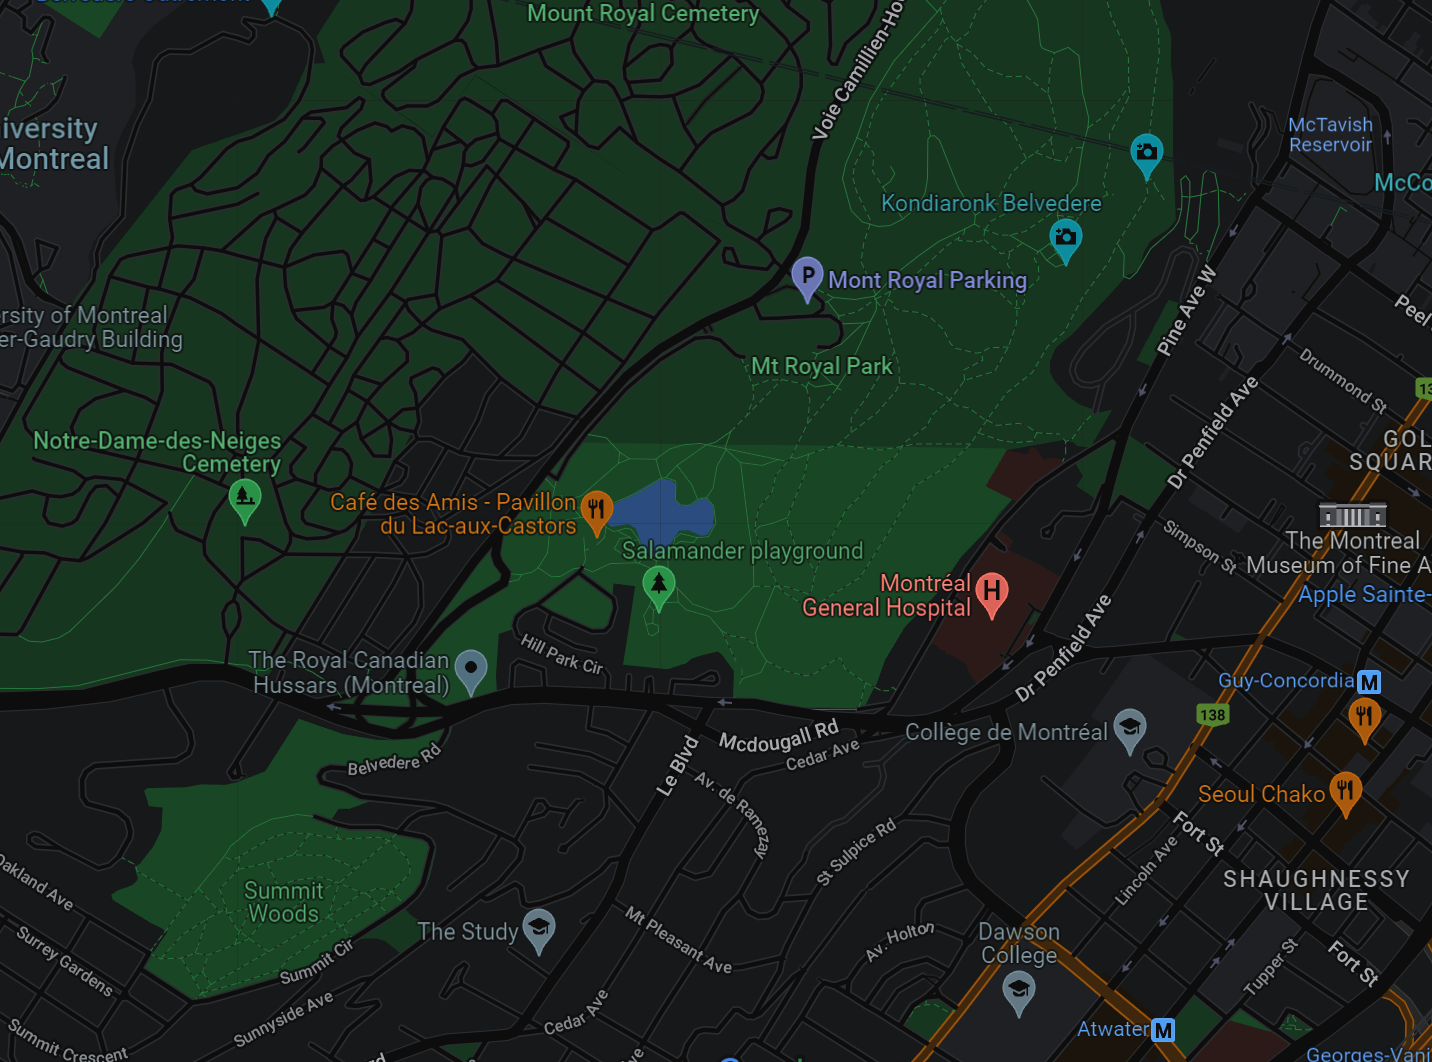 Mount Royal Cemetery
Voie Camillien-Ho
iversity
Montreal
McTavish
Reservoir
McCo
Kondiaronk Belvedere
P
Mont Royal Parking
Pine Ave W
Peel
rsity of Montreal
er-Gaudry Building
Mt Royal Park
Drummond St
13
Dr Penfield Ave
GOL
SQUAR
Notre-Dame-des-Neiges
Cemetery
Café des Amis - Pavillon
du Lac-aux-Castors
Simpson St
The Montreal
Museum of Fine A
Salamander playground
Montréal
General Hospital
H
Apple Sainte-
Dr Penfield Ave
Hill Park Cir
The Royal Canadian
Hussars (Montreal)
Guy-Concordia
M
138
Collège de Montréal
Mcdougall Rd
Cedar Ave
Belvedere Rd
Le Blvd
Av. de Ramezay
Seoul Chako
Fort St
St Sulpice Rd
Lincoln Ave
Oakland Ave
Summit
Woods
SHAUGHNESSY
VILLAGE
The Study
Mt Pleasant Ave
Av. Holton
Dawson
College
Surrey Gardens
Summit Cir
Tupper St
Fort St
Sunnyside Ave
Cedar Ave
Atwater
M
Summit Crescent
Georges-Vani